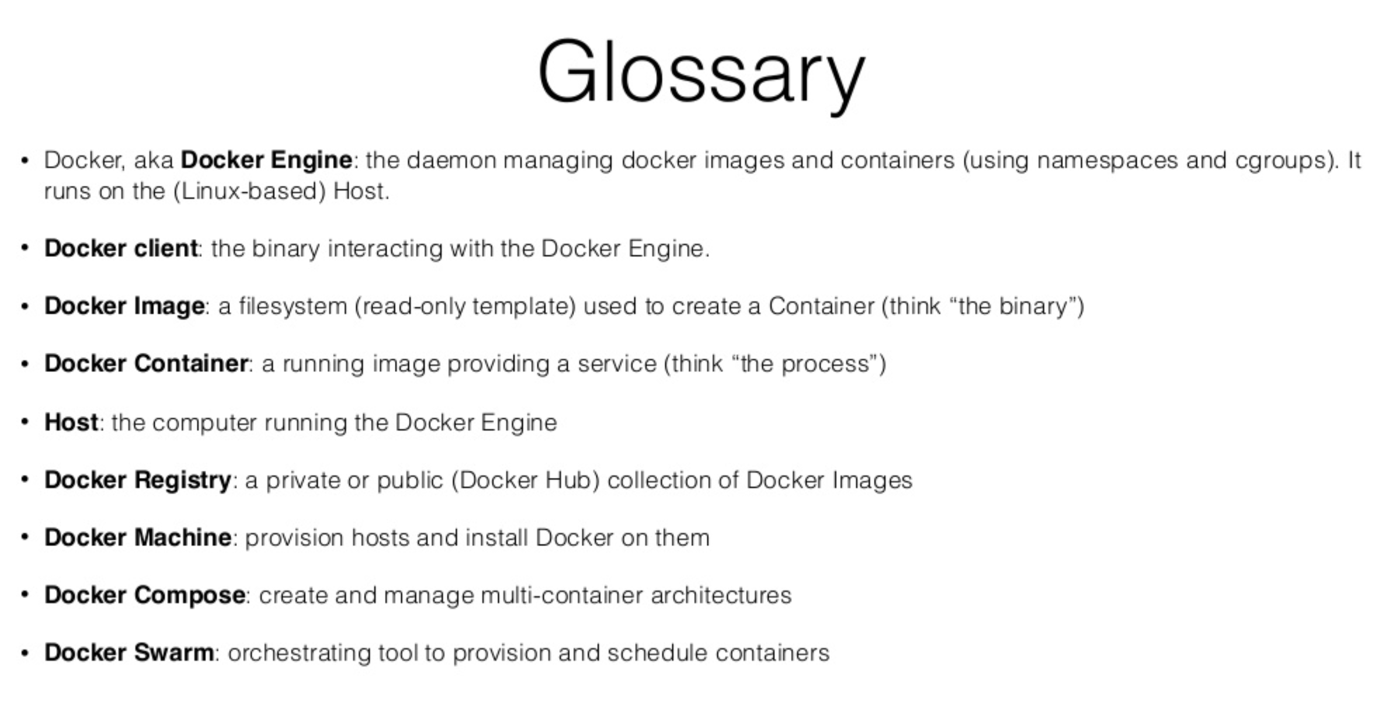 Glossary
• Docker, aka Docker Engine: the daemon managing docker images and containers (using namespaces and cgroups). It
runs on the (Linux-based) Host.
• Docker client: the binary interacting with the Docker Engine.
• Docker Image: a filesystem (read-only template) used to create a Container (think “the binary”)
• Docker Container: a running image providing a service (think “the process”)
• Host: the computer running the Docker Engine
• Docker Registry: a private or public (Docker Hub) collection of Docker Images
• Docker Machine: provision hosts and install Docker on them
• Docker Compose: create and manage multi-container architectures
• Docker Swarm: orchestrating tool to provision and schedule containers